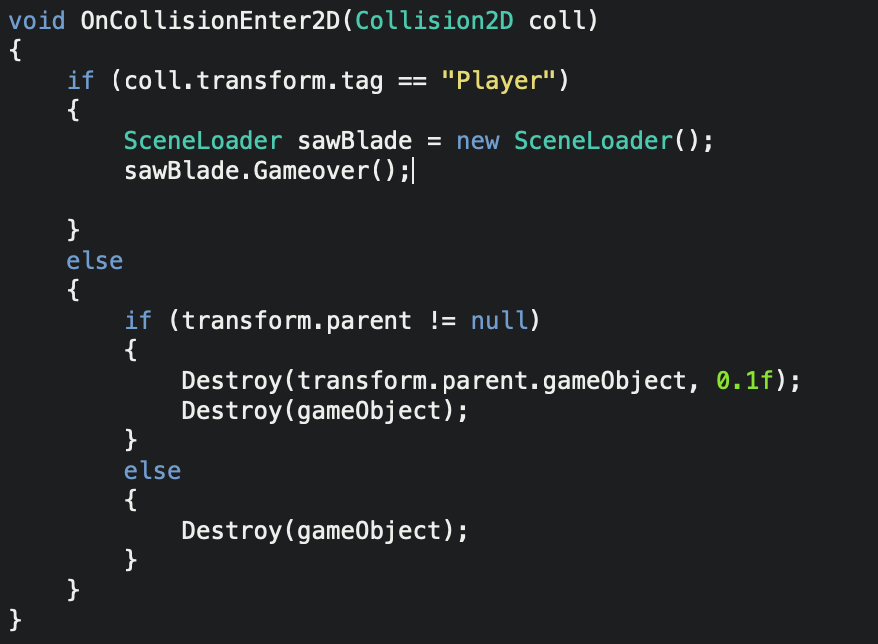 void OnCollisionEnter2D(Collision2D coll)
{
    if (coll.transform.tag == "Player")
    {
        SceneLoader sawBlade = new SceneLoader();
        sawBlade.Gameover();

    }
    else
    {
        if (transform.parent != null)
        {
            Destroy(transform.parent.gameObject, 0.1f);
            Destroy(gameObject);
        }
        else
        {
            Destroy(gameObject);
        }
    }
}